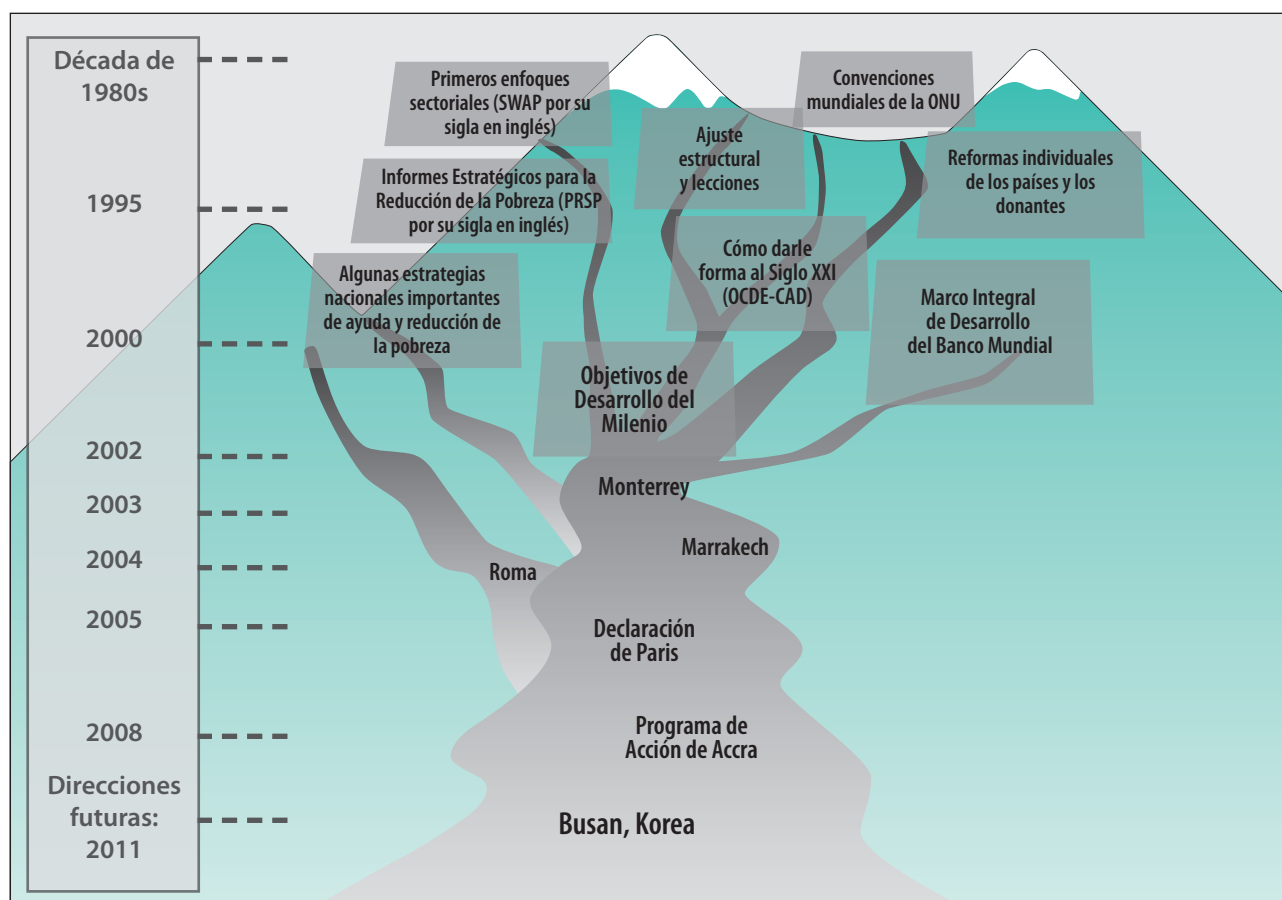 Década de
1980s
1995
2000
2002
2003
2004
2005
2008
Direcciones
futuras:
2011
Primeros enfoques
sectoriales (SWAP por su
sigla en inglés)
Informes Estratégicos para la
Reducción de la Pobreza (PRSP
por su sigla en inglés)
Algunas estrategias
nacionales importantes
de ayuda y reducción de
la pobreza
Ajuste
estructural
y lecciones
Convenciones
mundiales de la ONU
Reformas individuales
de los países y los
donantes
Cómo darle
forma al Siglo XXI
(OCDE-CAD)
Marco Integral
de Desarrollo
del Banco Mundial
Objetivos de
Desarrollo del
Milenio
Monterrey
Marrakech
Roma
Declaración
de Paris
Programa de
Acción de Accra
Busan, Korea